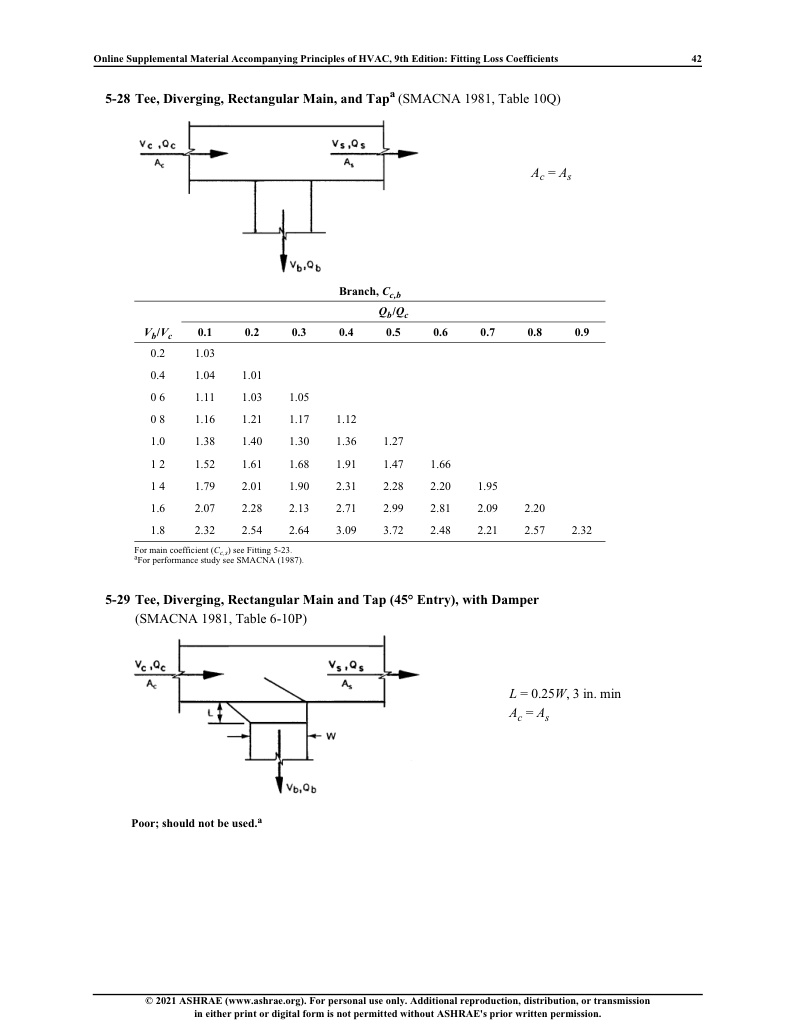 Online Supplemental Material Accompanying Principles of HVAC, 9th Edition: Fitting Loss Coefficients 42
5-28 Tee, Diverging, Rectangular Main, and Tapa (SMACNA 1981, Table 10Q)
Vc ,Qc
Ac
Vs ,Qs
As
Ac = As
Vb,Qb
Branch, Cc,b
Qb/Qc
Vb/Vc 0.1 0.2 0.3 0.4 0.5 0.6 0.7 0.8 0.9
0.2 1.03
0.4 1.04 1.01
0 6 1.11 1.03 1.05
0 8 1.16 1.21 1.17 1.12
1.0 1.38 1.40 1.30 1.36 1.27
1 2 1.52 1.61 1.68 1.91 1.47 1.66
1 4 1.79 2.01 1.90 2.31 2.28 2.20 1.95
1.6 2.07 2.28 2.13 2.71 2.99 2.81 2.09 2.20
1.8 2.32 2.54 2.64 3.09 3.72 2.48 2.21 2.57 2.32
For main coefficient (Cc,s) see Fitting 5-23.
aFor performance study see SMACNA (1987).
5-29 Tee, Diverging, Rectangular Main and Tap (45° Entry), with Damper
(SMACNA 1981, Table 6-10P)
Vc ,Qc
Ac
Vs ,Qs
As
L = 0.25W, 3 in. min
Ac = As
L
W
Vb,Qb
Poor; should not be used.a
© 2021 ASHRAE (www.ashrae.org). For personal use only. Additional reproduction, distribution, or transmission
in either print or digital form is not permitted without ASHRAE's prior written permission.